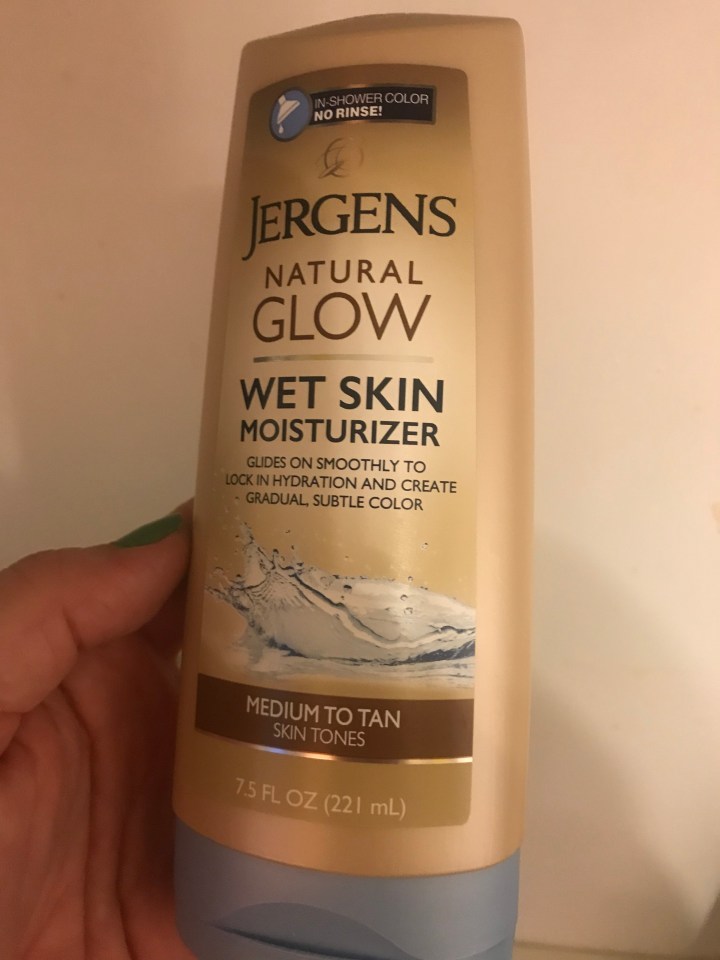 IN-SHOWER COLOR
NO RINSE!
JERGENS
NATURAL
GLOW
WET SKIN
MOISTURIZER
GLIDES ON SMOOTHLY TO
LOCK IN HYDRATION AND CREATE
GRADUAL, SUBTLE COLOR
MEDIUM TO TAN
SKIN TONES
7.5 FL OZ (221 mL)